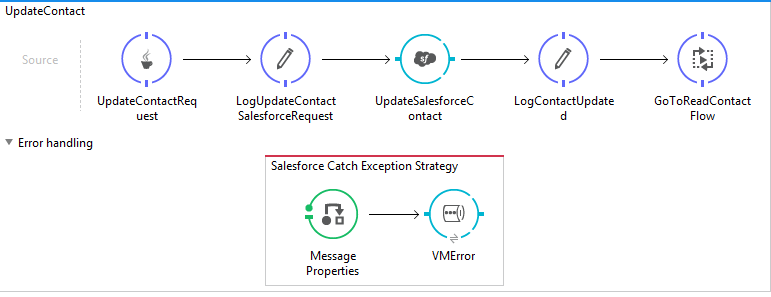 UpdateContact
Source
UpdateContactReq
uest
LogUpdateContact
SalesforceRequest
UpdateSalesforceC
ontact
LogContactUpdate
d
GoToReadContact
Flow
Error handling
Salesforce Catch Exception Strategy
Message
Properties
VMError